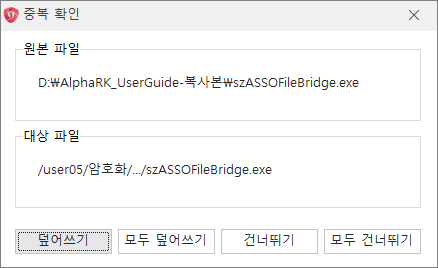 중복 확인
원본 파일
D:₩AlphaRK_UserGuide-복사본₩szASSOFileBridge.exe
대상 파일
/user05/암호화/.../szASSOFileBridge.exe
덮어쓰기 모두 덮어쓰기 건너뛰기 모두 건너뛰기